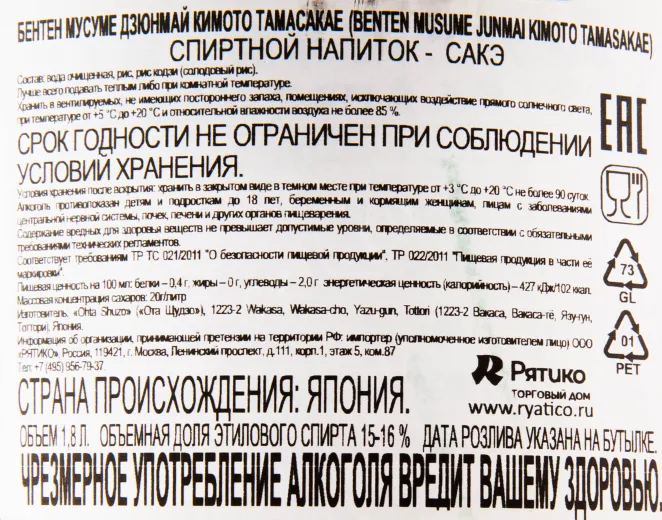 БЕНТЕН МУСУМЕ ДЗЮНМАЙ КИМОТО ТАМАСАКАЕ (BENTEN MUSUME JUNMAI KIMOTO TAMASAKAE)
СПИРТНОЙ НАПИТОК - САКЭ
Состав: вода очищенная, рис, рис кодзи (солодовый рис).
Лучше всего подавать теплым либо при комнатной температуре.
Хранить в вентилируемых, не имеющих постороннего запаха, помещениях, исключающих воздействие прямого солнечного света,
при температуре от +5 °С до +20 °С и относительной влажности воздуха не более 85 %.
EAC
СРОК ГОДНОСТИ НЕ ОГРАНИЧЕН ПРИ СОБЛЮДЕНИИ
УСЛОВИЙ ХРАНЕНИЯ.
Условия хранения после вскрытия: хранить в закрытом виде в темном месте при температуре от +3 °С до +20 °С не более 90 суток.
Алкоголь противопоказан детям и подросткам до 18 лет, беременным и кормящим женщинам, лицам с заболеваниями
центральной нервной системы, почек, печени и других органов пищеварения.
Содержание вредных для здоровья веществ не превышает допустимые уровни, определяемые в соответствии с обязательными
требованиями технических регламентов.
Соответствует требованиям ТР ТС 021/2011 "О безопасности пищевой продукции", ТР 022/2011 "Пищевая продукция в части её
маркировки".
Пищевая ценность на 100 мл: белки – 0,4 г, жиры – 0 г, углеводы – 2,0 г энергетическая ценность (калорийность) – 427 кДж/102 ккал.
Массовая концентрация сахаров: 20г/литр
Изготовитель: «Ohta Shuzo» («Ота Щудзо»), 1223-2 Wakasa, Wakasa-cho, Yazu-gun, Tottori (1223-2 Вакаса, Вакаса-тё, Язу-гун,
Тоттори), Япония.
Информация об организации, принимающей претензии на территории РФ: импортер (уполномоченное изготовителем лицо) ООО
«РЯТИКО» Россия, 119421, г. Москва, Ленинский проспект, д.111, корп.1, этаж 5, ком.87
Тел: +7 (495) 956-79-37.
73
GL
01
PET
Рятико
ТОРГОВЫЙ ДОМ
www.ryatico.ru
СТРАНА ПРОИСХОЖДЕНИЯ: ЯПОНИЯ.
ОБЪЕМ 1,8 Л. ОБЪЕМНАЯ ДОЛЯ ЭТИЛОВОГО СПИРТА 15-16 % ДАТА РОЗЛИВА УКАЗАНА НА БУТЫЛКЕ.
ЧРЕЗМЕРНОЕ УПОТРЕБЛЕНИЕ АЛКОГОЛЯ ВРЕДИТ ВАШЕМУ ЗДОРОВЬЮ.